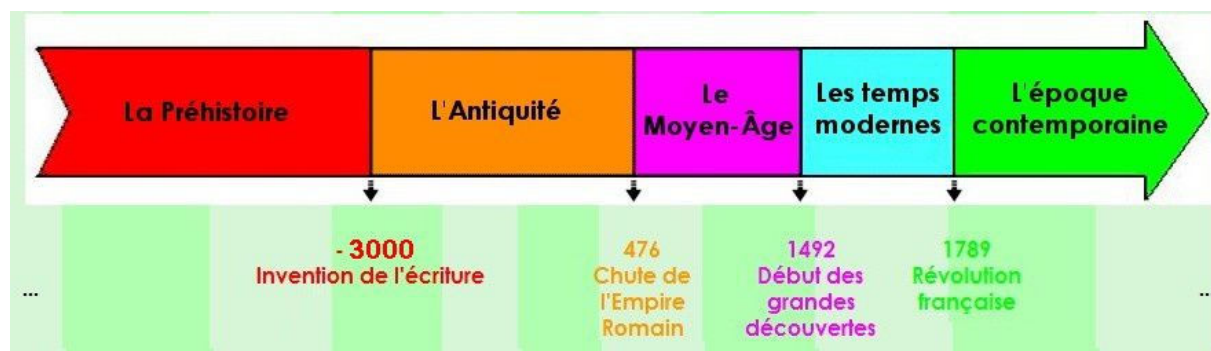 La Préhistoire
L'Antiquité
Le
Moyen-Âge
Les temps
modernes
L'époque
contemporaine
- 3000
Invention de l'écriture
476
Chute de
l'Empire
Romain
1492
Début des
grandes
découvertes
1789
Révolution
française
...
...